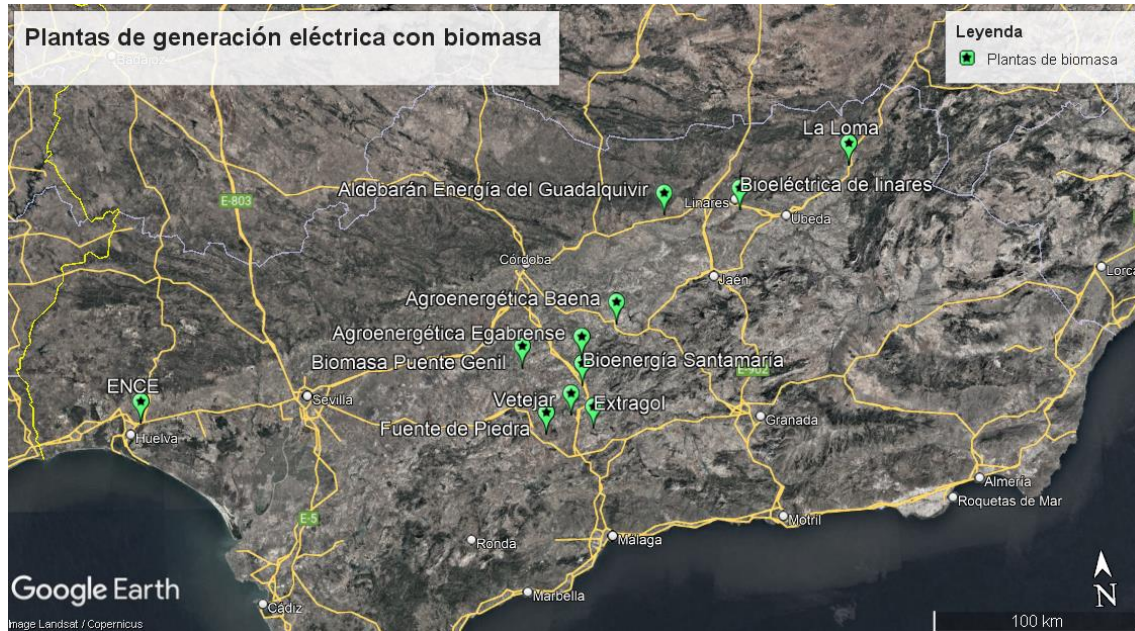 Plantas de generación eléctrica con biomasa
Leyenda
Plantas de biomasa
Badajoz
La Loma
Aldebarán Energía del Guadalquivir
Bioeléctrica de linares
Linares
Úbeda
E-803
Córdoba
Jaén
Lorca
Agroenergética Baena
Agroenergética Egabrense
Biomasa Puente Genil
Bioenergía Santamaría
E-902
ENCE
Sevilla
Vetejar
Extragol
Granada
Huelva
Fuente de Piedra
Almería
Roquetas de Mar
E-5
Motril
Ronda
Málaga
Google Earth
Marbella
N
Cádiz
Image Landsat / Copernicus
100 km